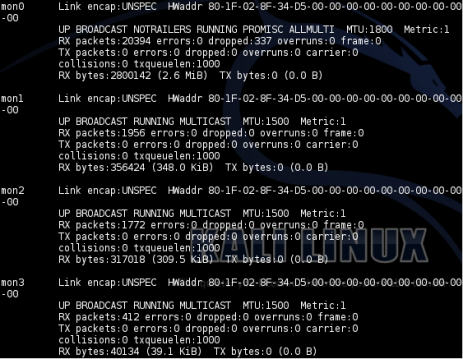 mon0 Link encap:UNSPEC HWaddr 80-1F-02-8F-34-D5-00-00-00-00-00-00-00-00-00
-00
UP BROADCAST NOTRAILERS RUNNING PROMISC ALLMULTI MTU:1800 Metric:1
RX packets:20394 errors:0 dropped:337 overruns:0 frame:0
TX packets:0 errors:0 dropped:0 overruns:0 carrier:0
collisions:0 txqueuelen:1000
RX bytes:2800142 (2.6 MiB) TX bytes:0 (0.0 B)
mon1 Link encap:UNSPEC HWaddr 80-1F-02-8F-34-D5-00-00-00-00-00-00-00-00-00
-00
UP BROADCAST RUNNING MULTICAST MTU:1500 Metric:1
RX packets:1956 errors:0 dropped:0 overruns:0 frame:0
TX packets:0 errors:0 dropped:0 overruns:0 carrier:0
collisions:0 txqueuelen:1000
RX bytes:356424 (348.0 KiB) TX bytes:0 (0.0 B)
mon2 Link encap:UNSPEC HWaddr 80-1F-02-8F-34-D5-00-00-00-00-00-00-00-00-00
-00
UP BROADCAST RUNNING MULTICAST MTU:1500 Metric:1
RX packets:1772 errors:0 dropped:0 overruns:0 frame:0
TX packets:0 errors:0 dropped:0 overruns:0 carrier:0
collisions:0 txqueuelen:1000
RX bytes:317018 (309.5 KiB) TX bytes:0 (0.0 B)
KALI LINUX
mon3 Link encap:UNSPEC HWaddr 80-1F-02-8F-34-D5-00-00-00-00-00-00-00-00-00
-00
UP BROADCAST RUNNING MULTICAST MTU:1500 Metric:1
RX packets:412 errors:0 dropped:0 overruns:0 frame:0
TX packets:0 errors:0 dropped:0 overruns:0 carrier:0
collisions:0 txqueuelen:1000
RX bytes:40134 (39.1 KiB) TX bytes:0 (0.0 B)